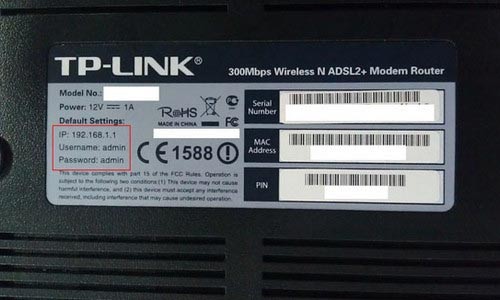 TP-LINK®
300Mbps Wireless N ADSL2+ Modem Router
Model No.:
Power: 12V⎓1A
Default Settings:
IP: 192.168.1.1
Username: admin
Password: admin
RoHS
MADE IN CHINA
CE1588
Serial Number
MAC Address
PIN
This device complies with part 15 of the FCC Rules. Operation is
subject to the following two conditions:(1) This device may not cause
harmful interference, and (2) this device must accept any interference
received, including interference that may cause undesired operation.